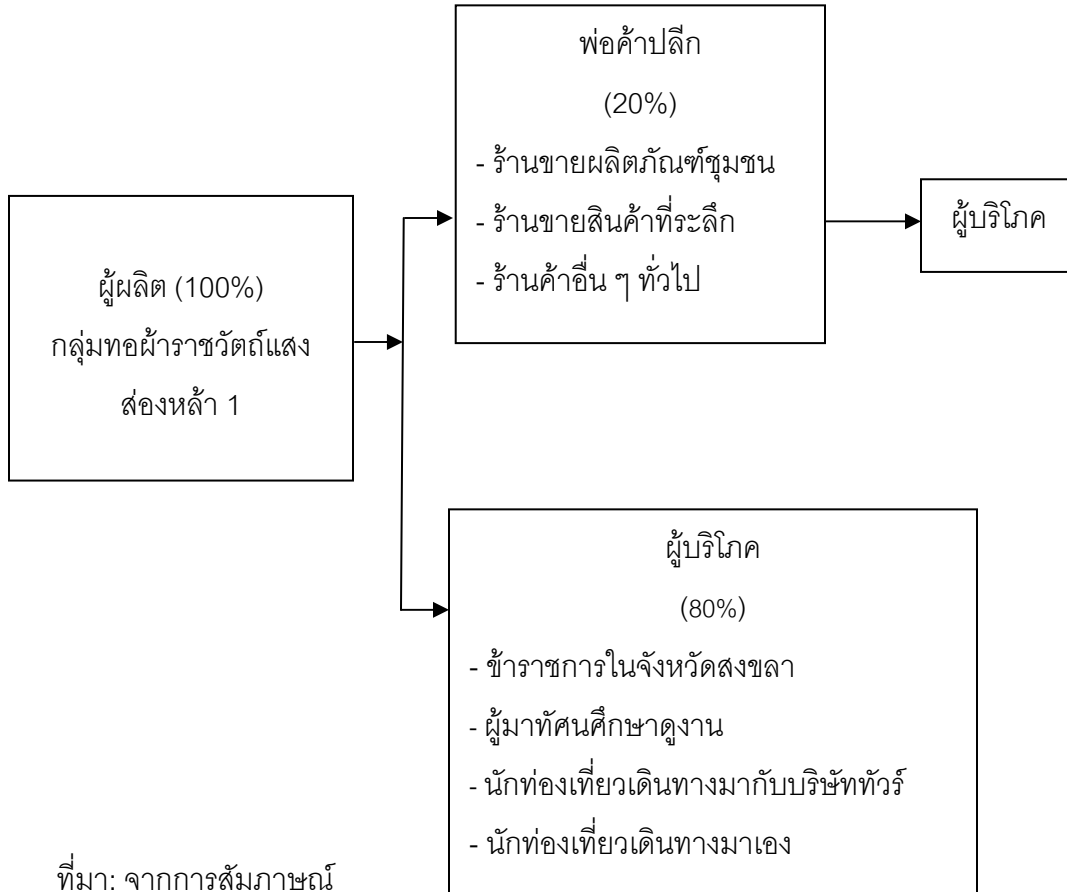 พ่อค้าปลีก
(20%)
- ร้านขายผลิตภัณฑ์ชุมชน
- ร้านขายสินค้าที่ระลึก
- ร้านค้าอื่น ๆ ทั่วไป
ผู้บริโภค
ผู้ผลิต (100%)
กลุ่มทอผ้าราชวัตถ์แสง
ส่องหล้า 1
ผู้บริโภค
(80%)
- ข้าราชการในจังหวัดสงขลา
- ผู้มาทัศนศึกษาดูงาน
- นักท่องเที่ยวเดินทางมากับบริษัททัวร์
- นักท่องเที่ยวเดินทางมาเอง
ที่มา: จากการสัมภาษณ์